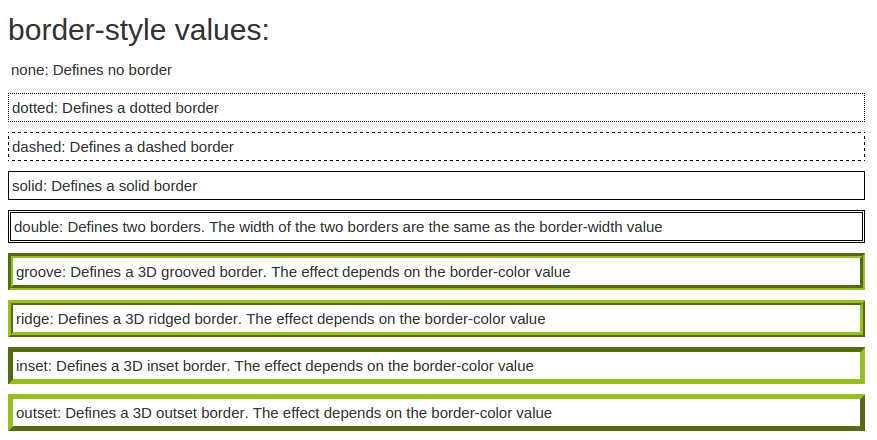 border-style values:
none: Defines no border
dotted: Defines a dotted border
dashed: Defines a dashed border
solid: Defines a solid border
double: Defines two borders. The width of the two borders are the same as the border-width value
groove: Defines a 3D grooved border. The effect depends on the border-color value
ridge: Defines a 3D ridged border. The effect depends on the border-color value
inset: Defines a 3D inset border. The effect depends on the border-color value
outset: Defines a 3D outset border. The effect depends on the border-color value